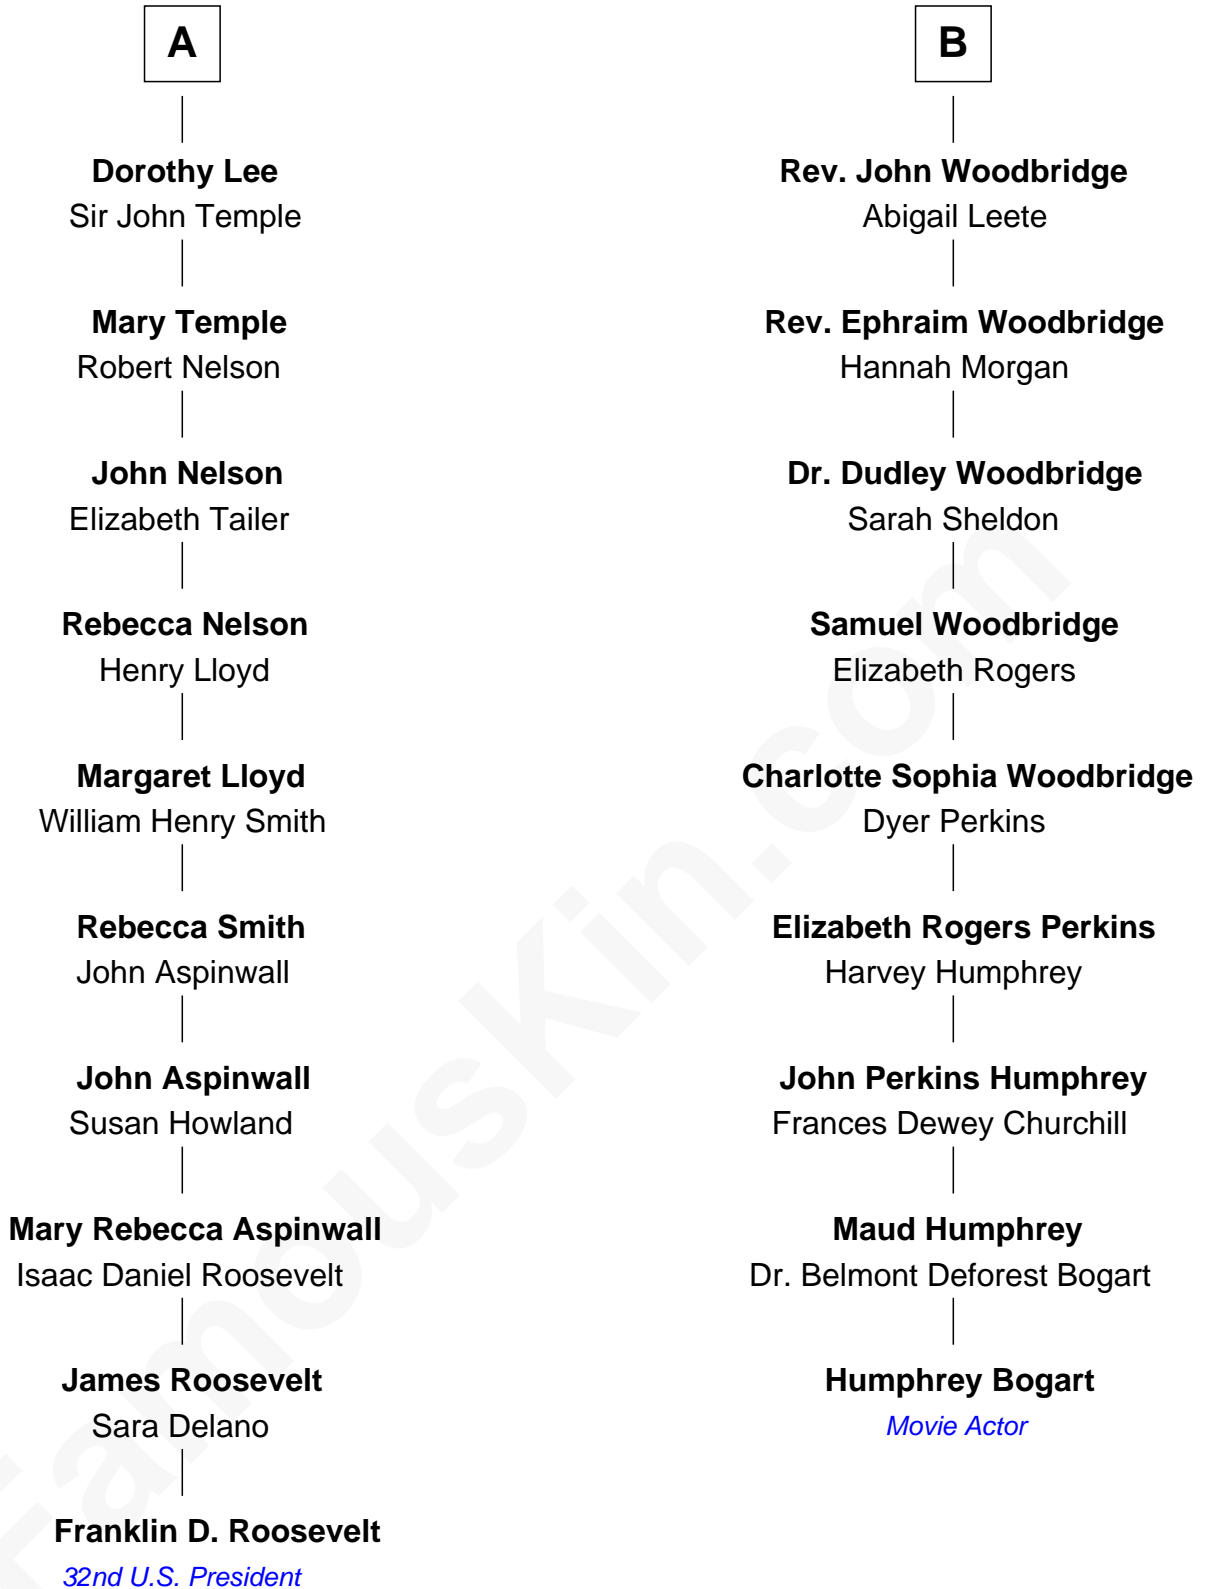 A
Dorothy Lee
Sir John Temple
Mary Temple
Robert Nelson
John Nelson
Elizabeth Tailer
Rebecca Nelson
Henry Lloyd
Margaret Lloyd
William Henry Smith
Rebecca Smith
John Aspinwall
John Aspinwall
Susan Howland
Mary Rebecca Aspinwall
Isaac Daniel Roosevelt
James Roosevelt
Sara Delano
Franklin D. Roosevelt
32nd U.S. President
B
Rev. John Woodbridge
Abigail Leete
Rev. Ephraim Woodbridge
Hannah Morgan
Dr. Dudley Woodbridge
Sarah Sheldon
Samuel Woodbridge
Elizabeth Rogers
Charlotte Sophia Woodbridge
Dyer Perkins
Elizabeth Rogers Perkins
Harvey Humphrey
John Perkins Humphrey
Frances Dewey Churchill
Maud Humphrey
Dr. Belmont Deforest Bogart
Humphrey Bogart
Movie Actor
FamousKin.com